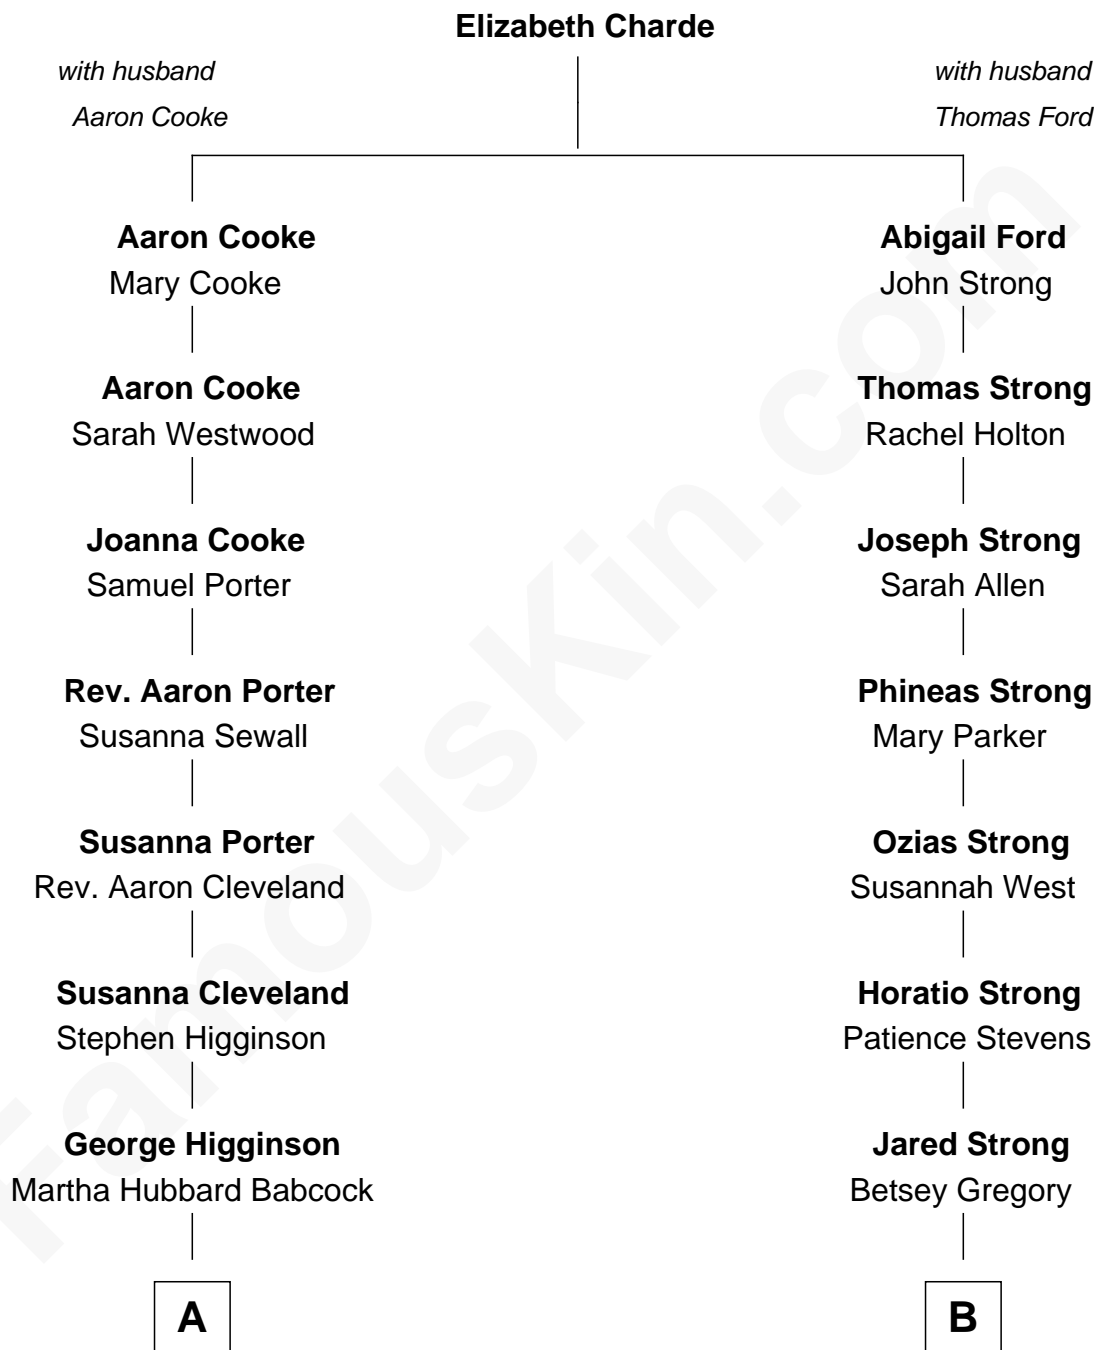 Elizabeth Charde
with husband
Aaron Cooke
with husband
Thomas Ford
Aaron Cooke
Mary Cooke
Abigail Ford
John Strong
Aaron Cooke
Sarah Westwood
Thomas Strong
Rachel Holton
Joanna Cooke
Samuel Porter
Joseph Strong
Sarah Allen
Rev. Aaron Porter
Susanna Sewall
Phineas Strong
Mary Parker
Susanna Porter
Rev. Aaron Cleveland
Ozias Strong
Susannah West
Susanna Cleveland
Stephen Higginson
Horatio Strong
Patience Stevens
George Higginson
Martha Hubbard Babcock
Jared Strong
Betsey Gregory
A
B
FamousKin.com